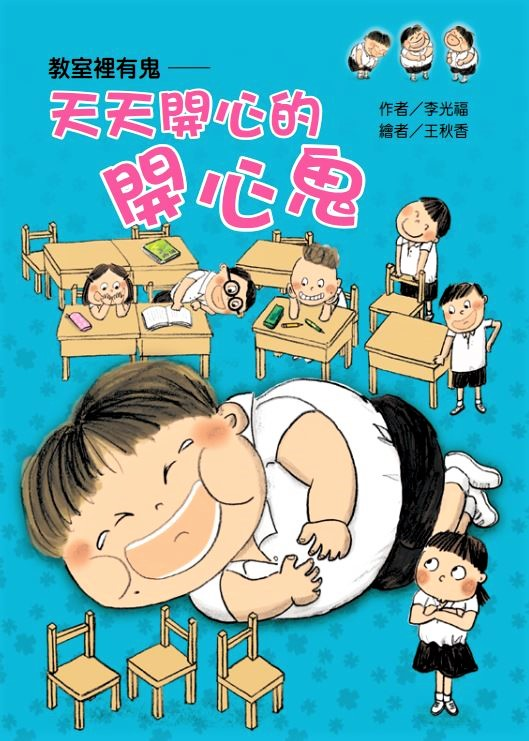 教室裡有鬼——
天天開心的
開心鬼
作者／李光福
繪者／王秋香